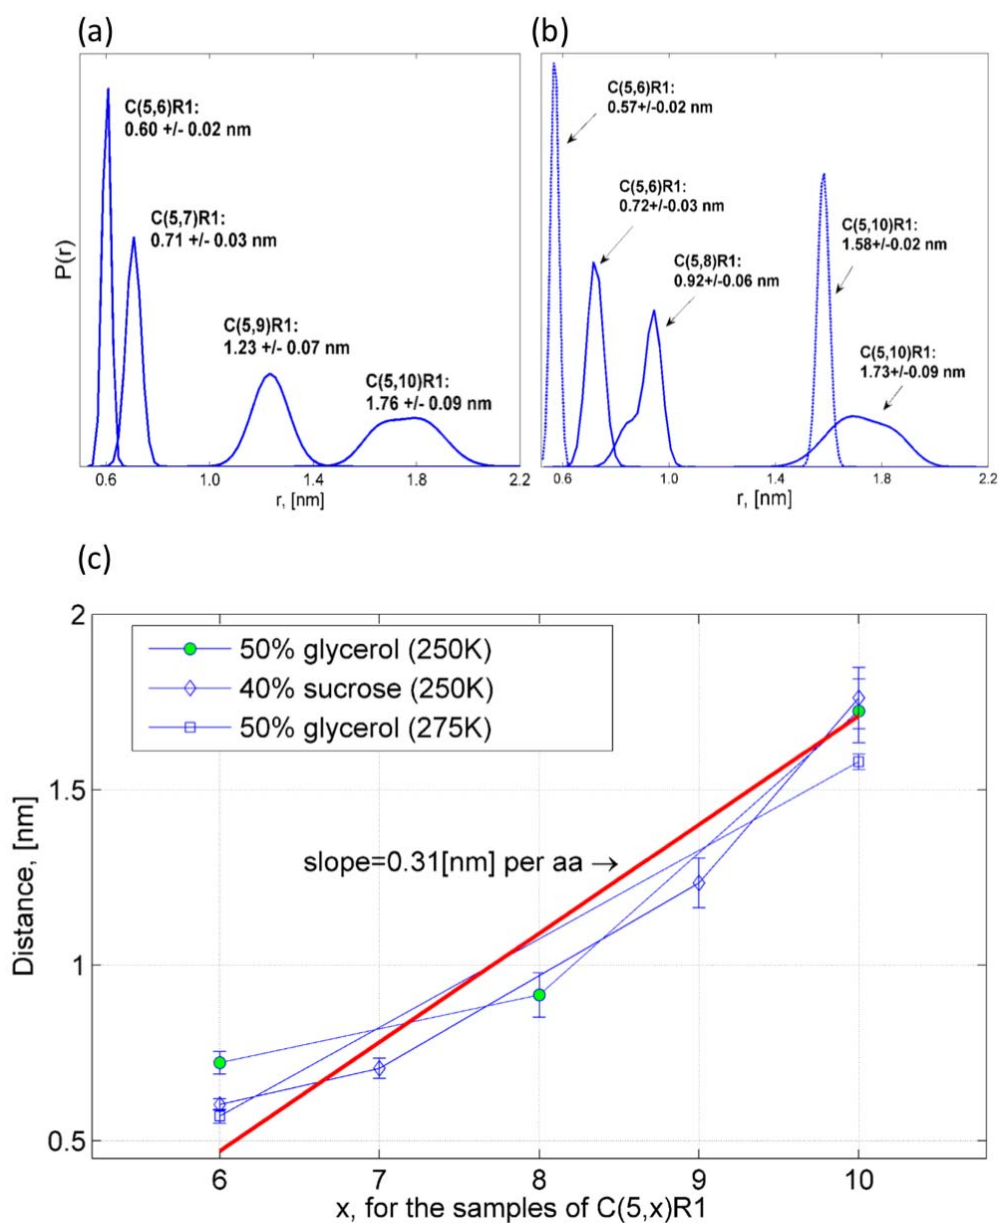 (a)
C(5,6)R1:
0.60 +/- 0.02 nm
C(5,7)R1:
0.71 +/- 0.03 nm
C(5,9)R1:
1.23 +/- 0.07 nm
C(5,10)R1:
1.76 +/- 0.09 nm
P(r)
0.6 1.0 1.4 1.8 2.2
r, [nm]
(b)
C(5,6)R1:
0.57+/-0.02 nm
C(5,6)R1:
0.72+/-0.03 nm
C(5,8)R1:
0.92+/-0.06 nm
C(5,10)R1:
1.58+/-0.02 nm
C(5,10)R1:
1.73+/-0.09 nm
0.6 1.0 1.4 1.8 2.2
r, [nm]
(c)
2
1.5
1
0.5
Distance, [nm]
50% glycerol (250K)
40% sucrose (250K)
50% glycerol (275K)
slope=0.31[nm] per aa →
6 7 8 9 10
x, for the samples of C(5,x)R1